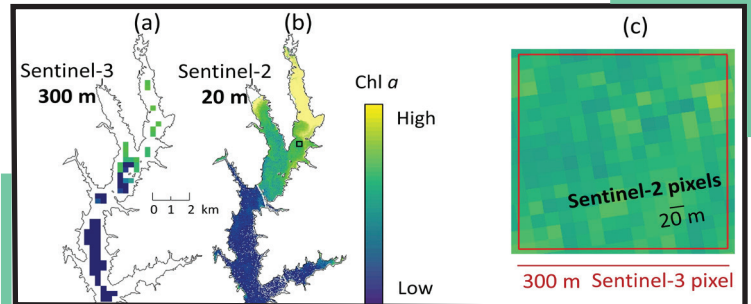 (a)
Sentinel-3
300 m
0 1 2 km
(b)
Sentinel-2
20 m
Chl a
High
Low
(c)
Sentinel-2 pixels
20 m
300 m Sentinel-3 pixel